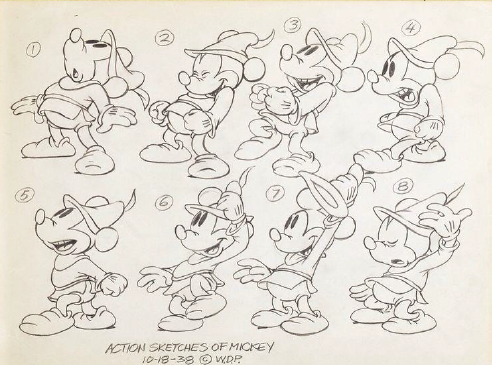 1 2 3 4
5 6 7 8
ACTION SKETCHES OF MICKEY
10-18-38 © W.D.P.